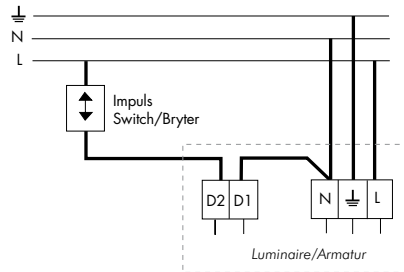 N
L
Impuls
Switch/Bryter
D2 D1
N L
Luminaire/Armatur